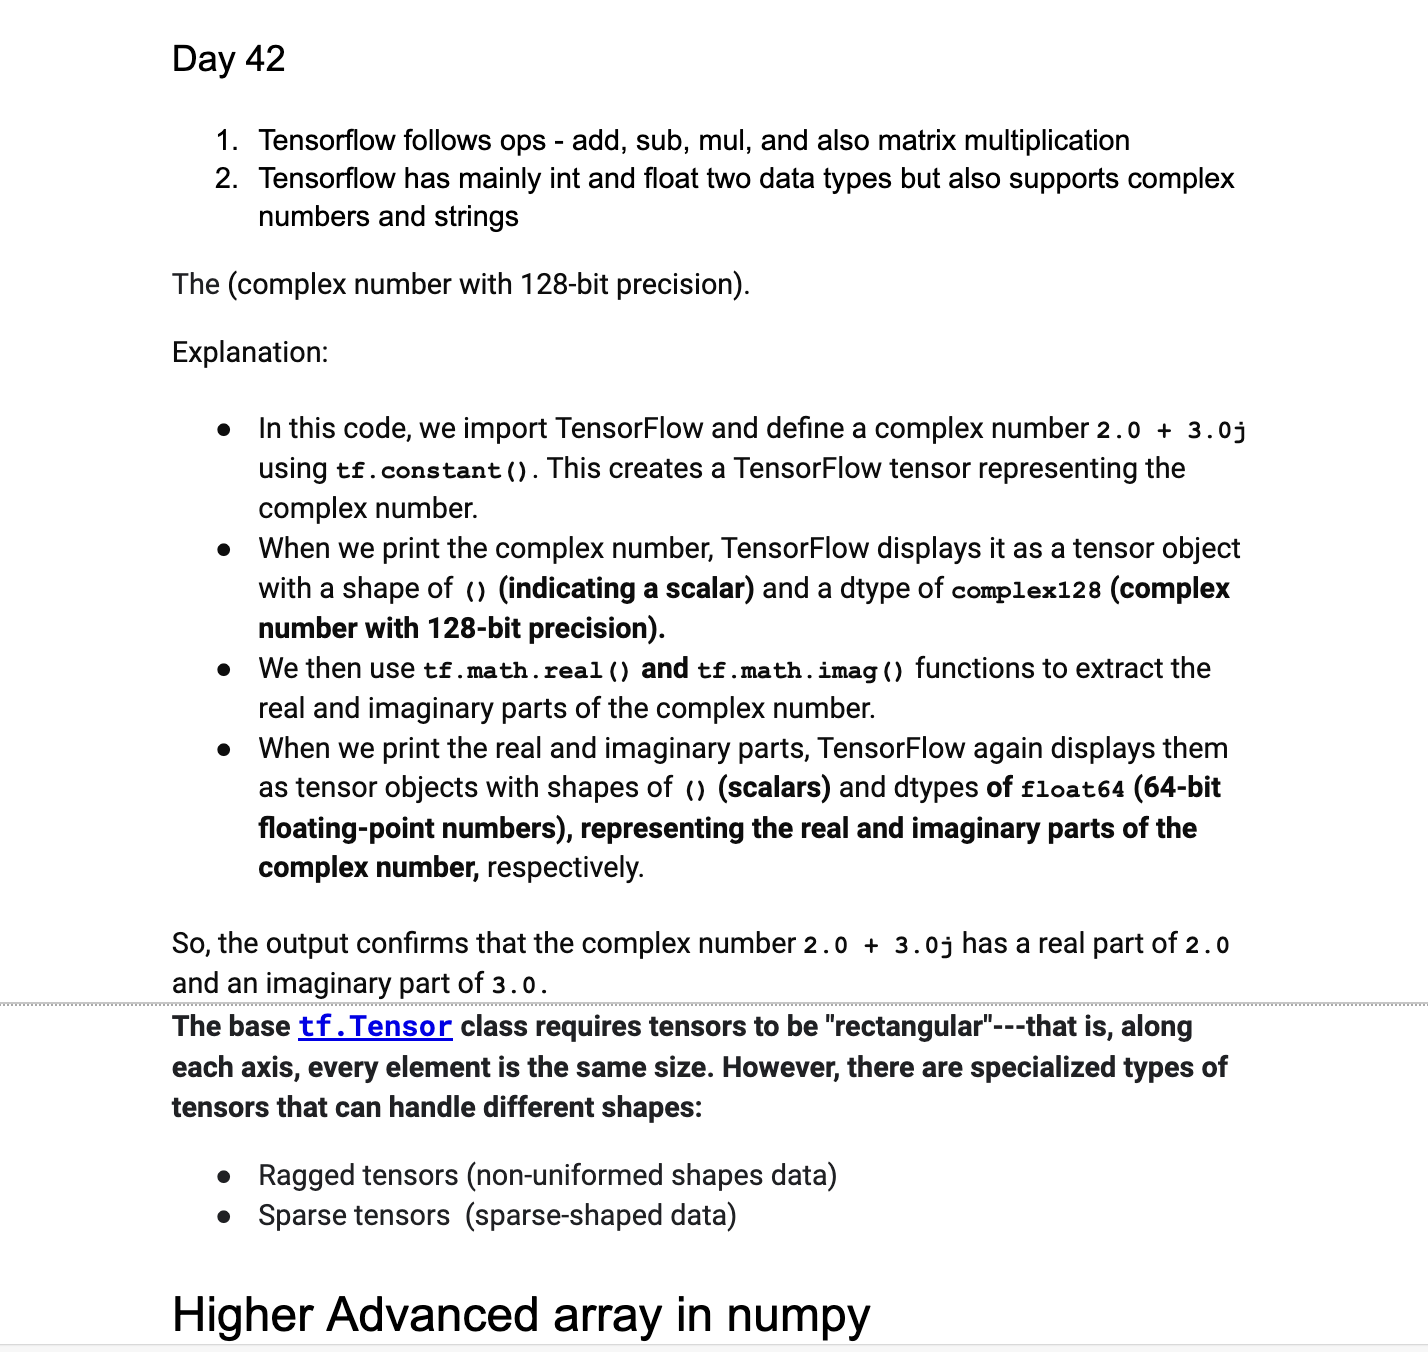 Day 42
1. Tensorflow follows ops - add, sub, mul, and also matrix multiplication
2. Tensorflow has mainly int and float two data types but also supports complex
numbers and strings
The (complex number with 128-bit precision).
Explanation:
● In this code, we import TensorFlow and define a complex number 2.0 + 3.0j
using tf.constant(). This creates a TensorFlow tensor representing the
complex number.
● When we print the complex number, TensorFlow displays it as a tensor object
with a shape of () (indicating a scalar) and a dtype of complex128 (complex
number with 128-bit precision).
● We then use tf.math.real() and tf.math.imag() functions to extract the
real and imaginary parts of the complex number.
● When we print the real and imaginary parts, TensorFlow again displays them
as tensor objects with shapes of () (scalars) and dtypes of float64 (64-bit
floating-point numbers), representing the real and imaginary parts of the
complex number, respectively.
So, the output confirms that the complex number 2.0 + 3.0j has a real part of 2.0
and an imaginary part of 3.0.
The base tf.Tensor class requires tensors to be "rectangular"---that is, along
each axis, every element is the same size. However, there are specialized types of
tensors that can handle different shapes:
● Ragged tensors (non-uniformed shapes data)
● Sparse tensors (sparse-shaped data)
Higher Advanced array in numpy